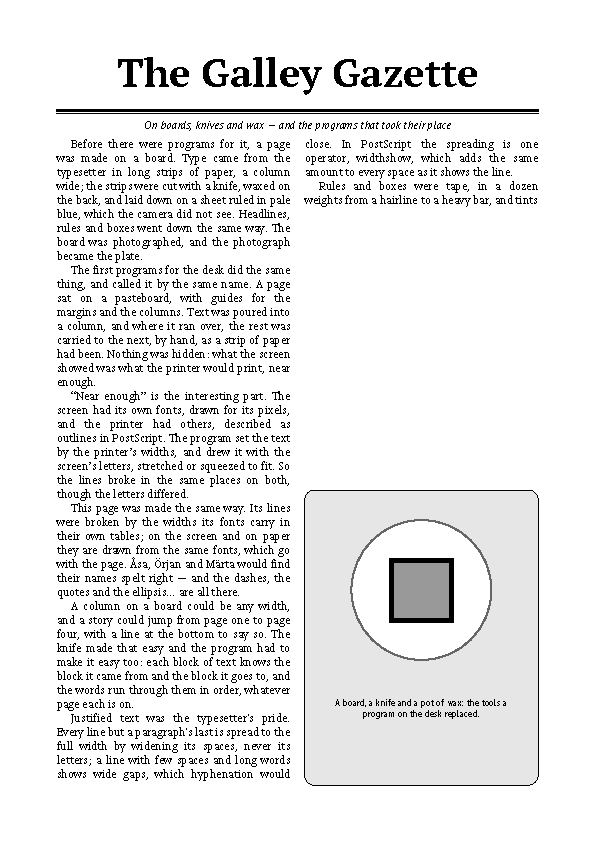 The Galley Gazette
On boards, knives and wax — and the programs that took their place
Before there were programs for it, a page
was made on a board. Type came from the
typesetter in long strips of paper, a column
wide; the strips were cut with a knife, waxed on
the back, and laid down on a sheet ruled in pale
blue, which the camera did not see. Headlines,
rules and boxes went down the same way. The
board was photographed, and the photograph
became the plate.
The first programs for the desk did the same
thing, and called it by the same name. A page
sat on a pasteboard, with guides for the
margins and the columns. Text was poured into
a column, and where it ran over, the rest was
carried to the next, by hand, as a strip of paper
had been. Nothing was hidden: what the screen
showed was what the printer would print, near
enough.
“Near enough” is the interesting part. The
screen had its own fonts, drawn for its pixels,
and the printer had others, described as
outlines in PostScript. The program set the text
by the printer’s widths, and drew it with the
screen’s letters, stretched or squeezed to fit. So
the lines broke in the same places on both,
though the letters differed.
This page was made the same way. Its lines
were broken by the widths its fonts carry in
their own tables; on the screen and on paper
they are drawn from the same fonts, which go
with the page. Åsa, Örjan and Märta would find
their names spelt right — and the dashes, the
quotes and the ellipsis… are all there.
A column on a board could be any width,
and a story could jump from page one to page
four, with a line at the bottom to say so. The
knife made that easy and the program had to
make it easy too: each block of text knows the
block it came from and the block it goes to, and
the words run through them in order, whatever
page each is on.
Justified text was the typesetter's pride.
Every line but a paragraph's last is spread to the
full width by widening its spaces, never its
letters; a line with few spaces and long words
shows wide gaps, which hyphenation would
close. In PostScript the spreading is one
operator, widthshow, which adds the same
amount to every space as it shows the line.
Rules and boxes were tape, in a dozen
weights from a hairline to a heavy bar, and tints
A board, a knife and a pot of wax: the tools a
program on the desk replaced.